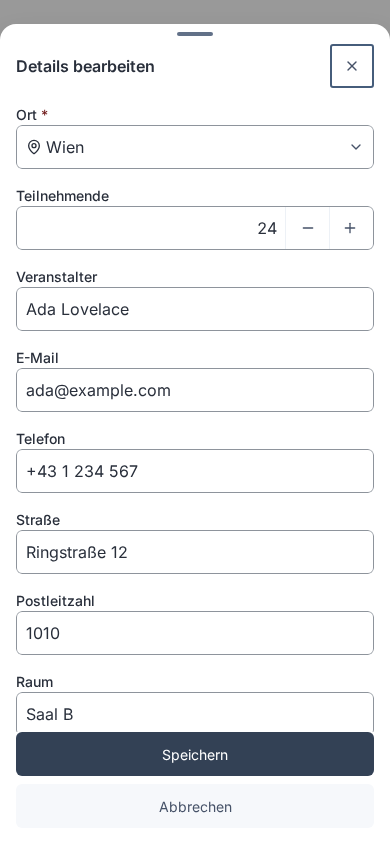 Details bearbeiten
Ort *
Wien
Teilnehmende
24
Veranstalter
Ada Lovelace
E-Mail
ada@example.com
Telefon
+43 1 234 567
Straße
Ringstraße 12
Postleitzahl
1010
Raum
Saal B
Speichern
Abbrechen